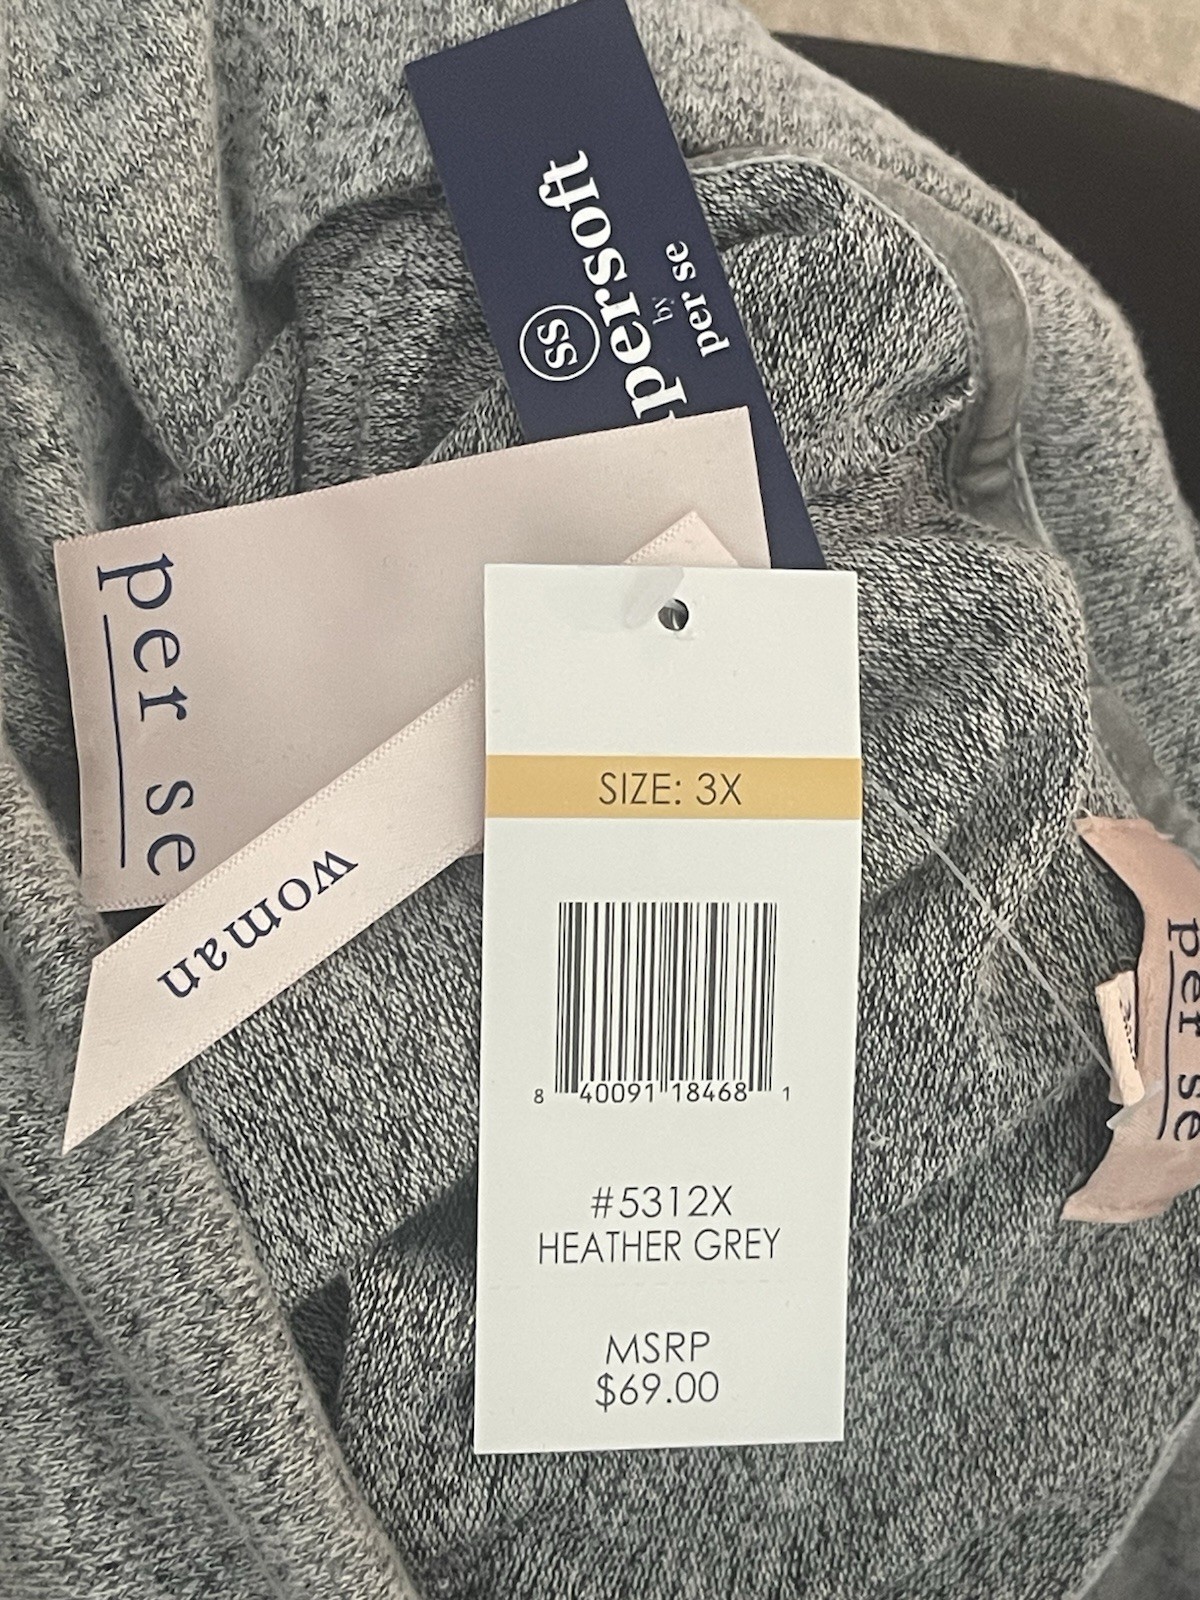 SS
persoft
by
per se
per se
woman
SIZE: 3X
8 40091 18468 1
#5312X
HEATHER GREY
MSRP
$69.00
per se